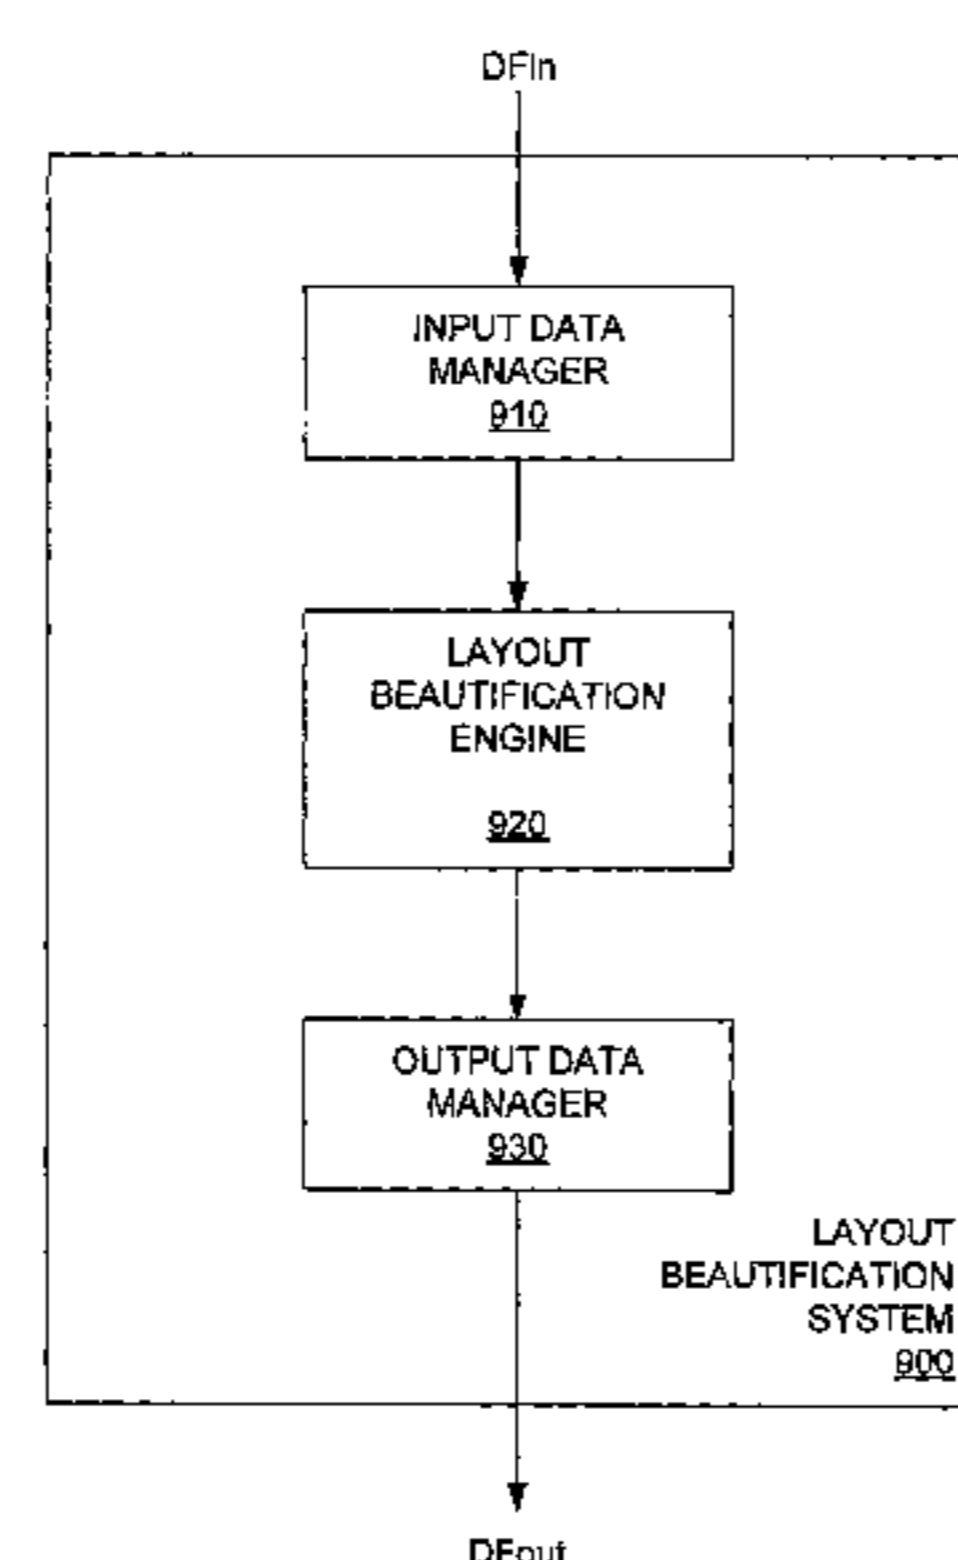 DFin
INPUT DATA
MANAGER
910
LAYOUT
BEAUTIFICATION
ENGINE
920
OUTPUT DATA
MANAGER
930
LAYOUT
BEAUTIFICATION
SYSTEM
900
DFout